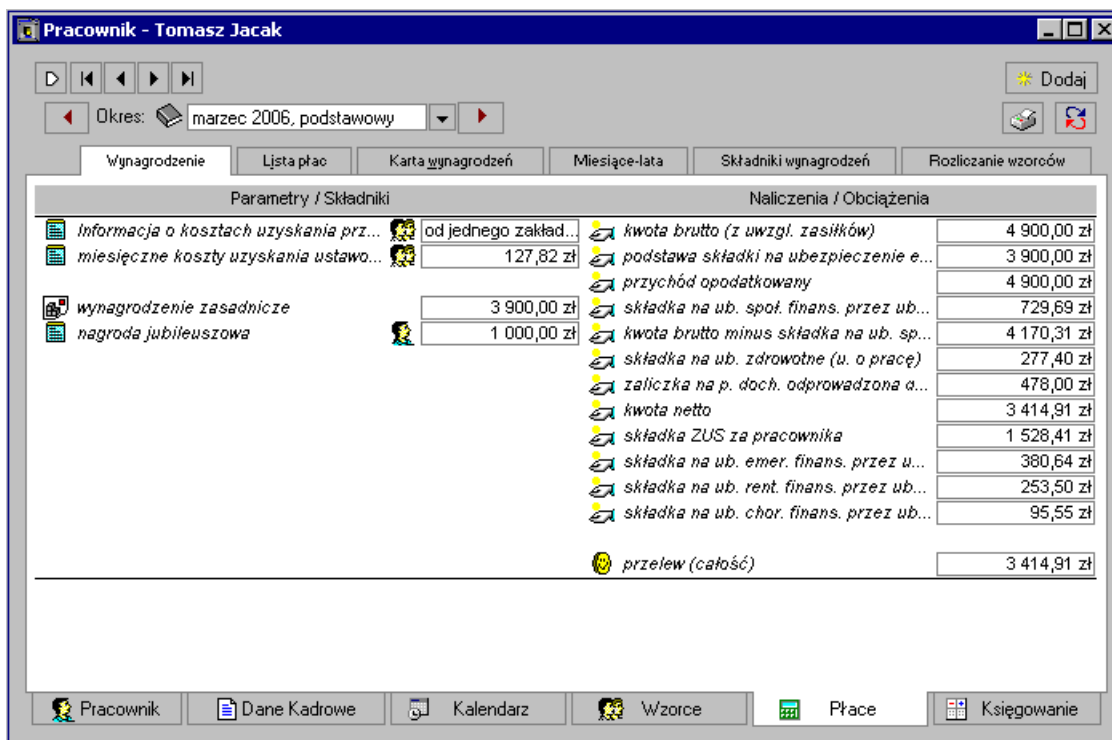 Pracownik - Tomasz Jacak
Dodaj
Okres: marzec 2006, podstawowy
Wynagrodzenie Lista płac Karta wynagrodzeń Miesiące-lata Składniki wynagrodzeń Rozliczanie wzorców
Parametry / Składniki Naliczenia / Obciążenia
Informacja o kosztach uzyskania prz... od jednego zakład... kwota brutto (z uwzgl. zasiłków) 4 900,00 zł
miesięczne koszty uzyskania ustawo... 127,82 zł podstawa składki na ubezpieczenie e... 3 900,00 zł
przychód opodatkowany 4 900,00 zł
wynagrodzenie zasadnicze 3 900,00 zł składka na ub. społ. finans. przez ub... 729,69 zł
nagroda jubileuszowa 1 000,00 zł kwota brutto minus składka na ub. sp... 4 170,31 zł
składka na ub. zdrowotne (u. o pracę) 277,40 zł
zaliczka na p. doch. odprowadzona d... 478,00 zł
kwota netto 3 414,91 zł
składka ZUS za pracownika 1 528,41 zł
składka na ub. emer. finans. przez u... 380,64 zł
składka na ub. rent. finans. przez ub... 253,50 zł
składka na ub. chor. finans. przez ub... 95,55 zł
przelew (całość) 3 414,91 zł
Pracownik Dane Kadrowe Kalendarz Wzorce Płace Księgowanie